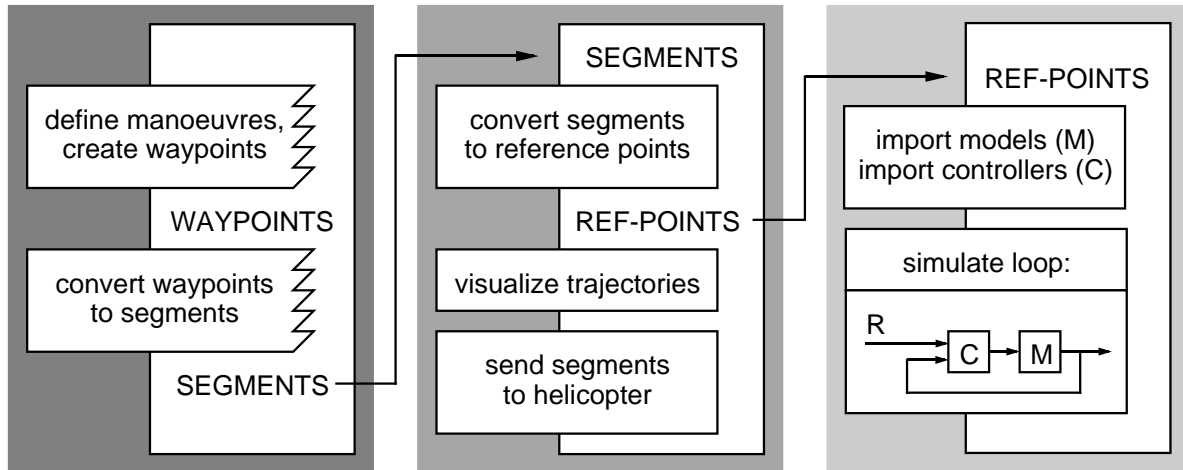 define manoeuvres,
create waypoints
WAYPOINTS
convert waypoints
to segments
SEGMENTS
SEGMENTS
convert segments
to reference points
REF-POINTS
visualize trajectories
send segments
to helicopter
REF-POINTS
import models (M)
import controllers (C)
simulate loop:
R
C
M